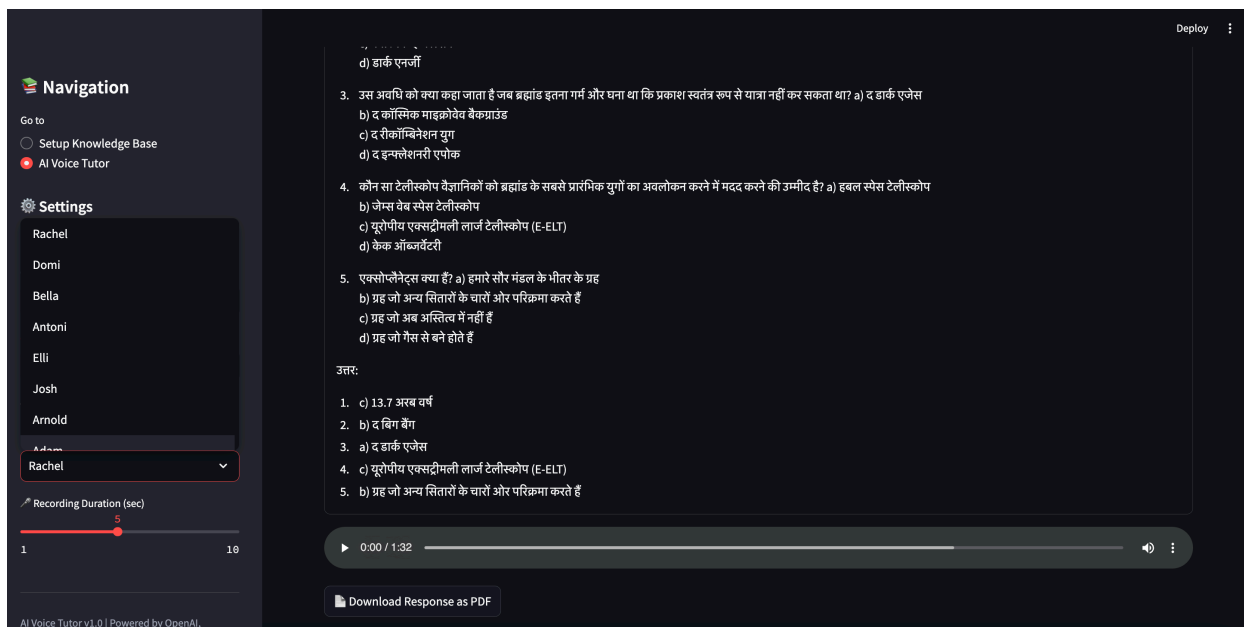 Deploy
📚 Navigation
Go to
Setup Knowledge Base
AI Voice Tutor
⚙️ Settings
Rachel
Domi
Bella
Antoni
Elli
Josh
Arnold
Adam
Rachel
🎤 Recording Duration (sec)
5
1 10
AI Voice Tutor v1.0 | Powered by OpenAI,
d) डार्क एनर्जी
3. उस अवधि को क्या कहा जाता है जब ब्रह्मांड इतना गर्म और घना था कि प्रकाश स्वतंत्र रूप से यात्रा नहीं कर सकता था? a) द डार्क एजेस
b) द कॉस्मिक माइक्रोवेव बैकग्राउंड
c) द रीकॉम्बिनेशन युग
d) द इन्फ्लेशनरी एपोक
4. कौन सा टेलीस्कोप वैज्ञानिकों को ब्रह्मांड के सबसे प्रारंभिक युगों का अवलोकन करने में मदद करने की उम्मीद है? a) हबल स्पेस टेलीस्कोप
b) जेम्स वेब स्पेस टेलीस्कोप
c) यूरोपीय एक्सट्रीमली लार्ज टेलीस्कोप (E-ELT)
d) केक ऑब्जर्वेटरी
5. एक्सोप्लैनेट्स क्या हैं? a) हमारे सौर मंडल के भीतर के ग्रह
b) ग्रह जो अन्य सितारों के चारों ओर परिक्रमा करते हैं
c) ग्रह जो अब अस्तित्व में नहीं हैं
d) ग्रह जो गैस से बने होते हैं
उत्तर:
1. c) 13.7 अरब वर्ष
2. b) द बिग बैंग
3. a) द डार्क एजेस
4. c) यूरोपीय एक्सट्रीमली लार्ज टेलीस्कोप (E-ELT)
5. b) ग्रह जो अन्य सितारों के चारों ओर परिक्रमा करते हैं
0:00 / 1:32
📄 Download Response as PDF